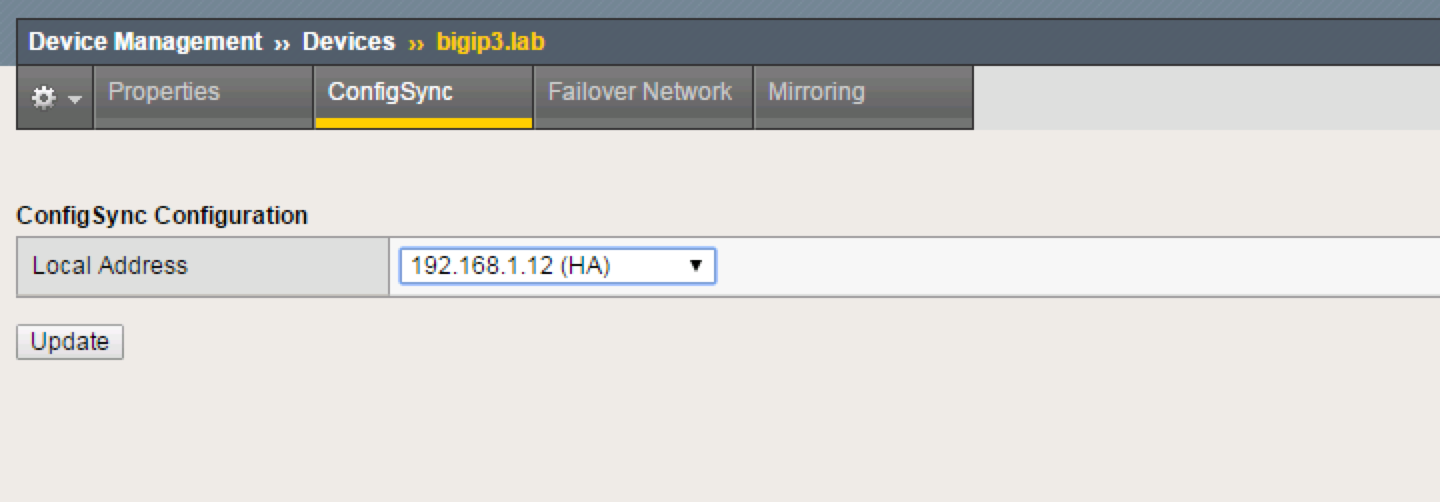 Device Management ›› Devices ›› bigip3.lab
Properties ConfigSync Failover Network Mirroring
ConfigSync Configuration
Local Address 192.168.1.12 (HA)
Update